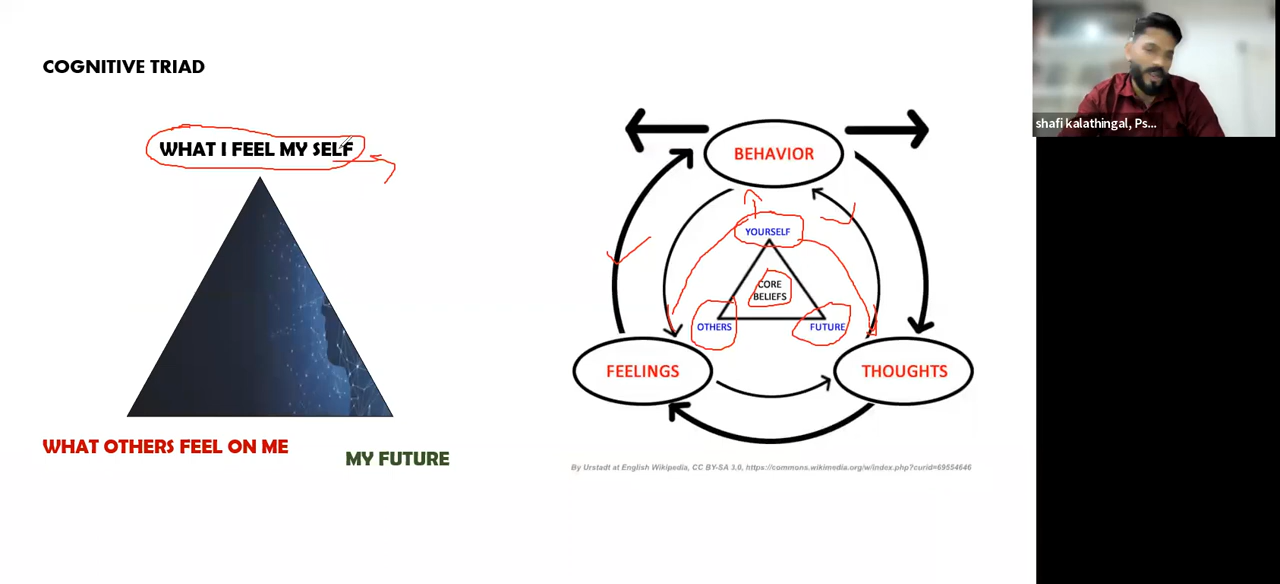 COGNITIVE TRIAD
WHAT I FEEL MY SELF
WHAT OTHERS FEEL ON ME
MY FUTURE
BEHAVIOR
YOURSELF
CORE
BELIEFS
OTHERS
FUTURE
FEELINGS
THOUGHTS
By Urstadt at English Wikipedia, CC BY-SA 3.0, https://commons.wikimedia.org/w/index.php?curid=69554646
shafi kalathingal, Ps...